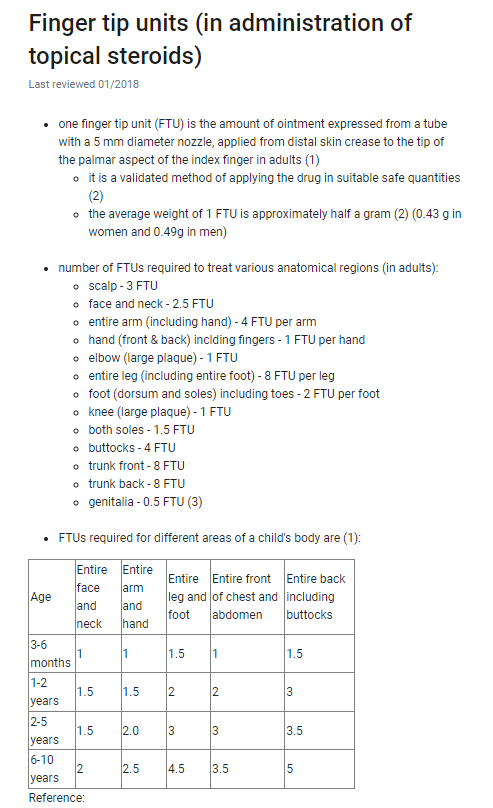 Finger tip units (in administration of
topical steroids)
Last reviewed 01/2018
• one finger tip unit (FTU) is the amount of ointment expressed from a tube
with a 5 mm diameter nozzle, applied from distal skin crease to the tip of
the palmar aspect of the index finger in adults (1)
○ it is a validated method of applying the drug in suitable safe quantities
(2)
○ the average weight of 1 FTU is approximately half a gram (2) (0.43 g in
women and 0.49g in men)
• number of FTUs required to treat various anatomical regions (in adults):
○ scalp - 3 FTU
○ face and neck - 2.5 FTU
○ entire arm (including hand) - 4 FTU per arm
○ hand (front & back) inclding fingers - 1 FTU per hand
○ elbow (large plaque) - 1 FTU
○ entire leg (including entire foot) - 8 FTU per leg
○ foot (dorsum and soles) including toes - 2 FTU per foot
○ knee (large plaque) - 1 FTU
○ both soles - 1.5 FTU
○ buttocks - 4 FTU
○ trunk front - 8 FTU
○ trunk back - 8 FTU
○ genitalia - 0.5 FTU (3)
• FTUs required for different areas of a child's body are (1):
Age | Entire face and neck | Entire arm and hand | Entire leg and foot | Entire front of chest and abdomen | Entire back including buttocks
3-6 months | 1 | 1 | 1.5 | 1 | 1.5
1-2 years | 1.5 | 1.5 | 2 | 2 | 3
2-5 years | 1.5 | 2.0 | 3 | 3 | 3.5
6-10 years | 2 | 2.5 | 4.5 | 3.5 | 5
Reference: